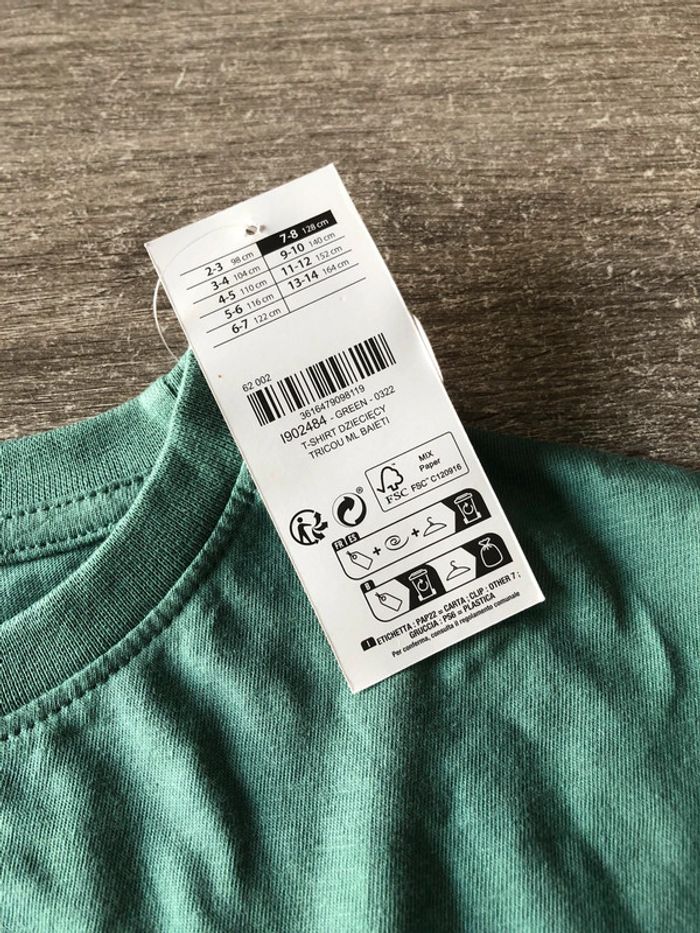 7-8 128 cm
2-3 98 cm 9-10 140 cm
3-4 104 cm 11-12 152 cm
4-5 110 cm 13-14 164 cm
5-6 116 cm
6-7 122 cm
62 002
3616479098119
I902484 - GREEN - 0322
T-SHIRT DZIECIĘCY
TRICOU ML BAIETI
MIX
Paper
FSC FSC® C120916
FR/ES
B
I ETICHETTA : PAP22 = CARTA ; CLIP : OTHER 7 ;
GRUCCIA : PS6 = PLASTICA
Per conferma, consulta il regolamento comunale